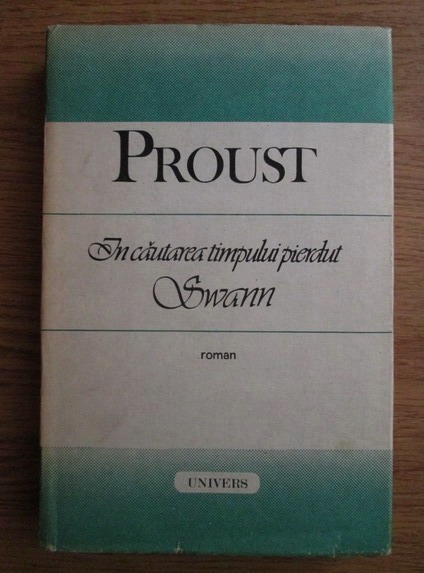 PROUST
In căutarea timpului pierdut
Swann
roman
UNIVERS